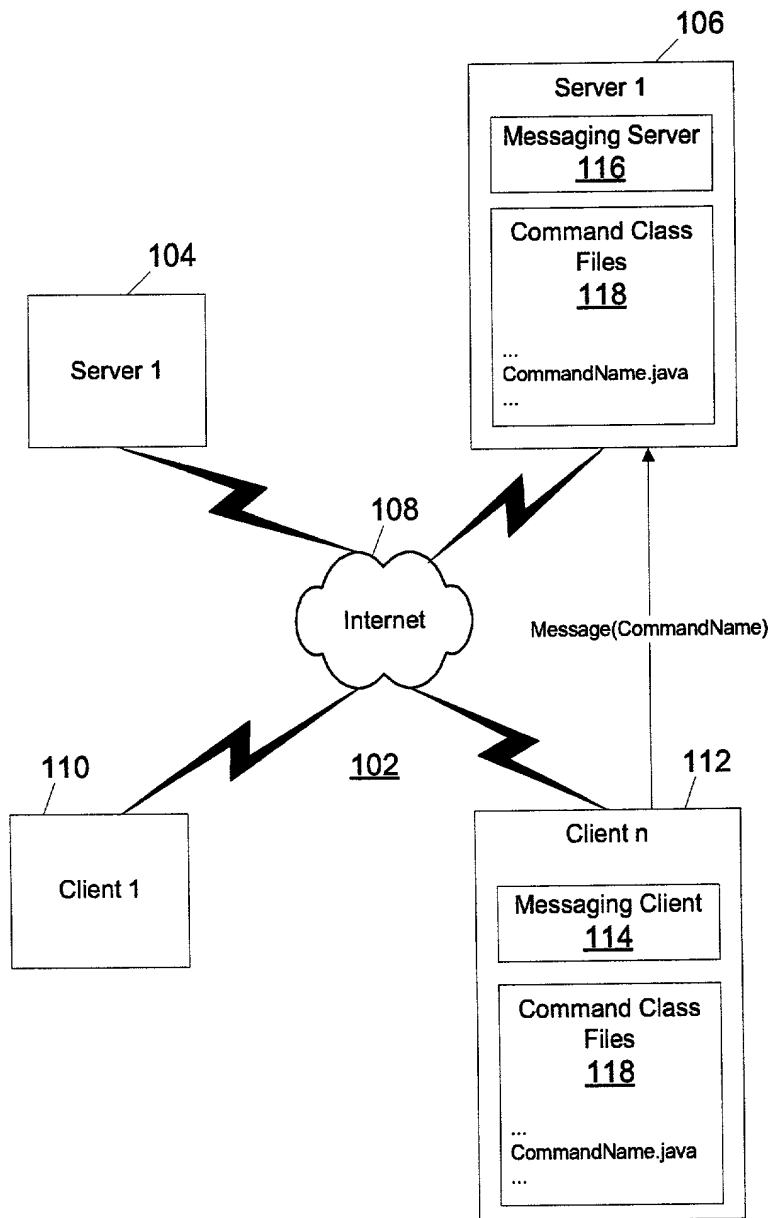 106
Server 1
Messaging Server
116
Command Class
Files
118
...
CommandName.java
...
104
Server 1
108
Internet
Message(CommandName)
102
110
Client 1
112
Client n
Messaging Client
114
Command Class
Files
118
...
CommandName.java
...